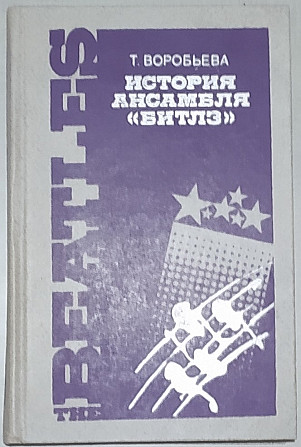 Т. ВОРОБЬЕВА
ИСТОРИЯ
АНСАМБЛЯ
«БИТЛЗ»
THE BEATLES